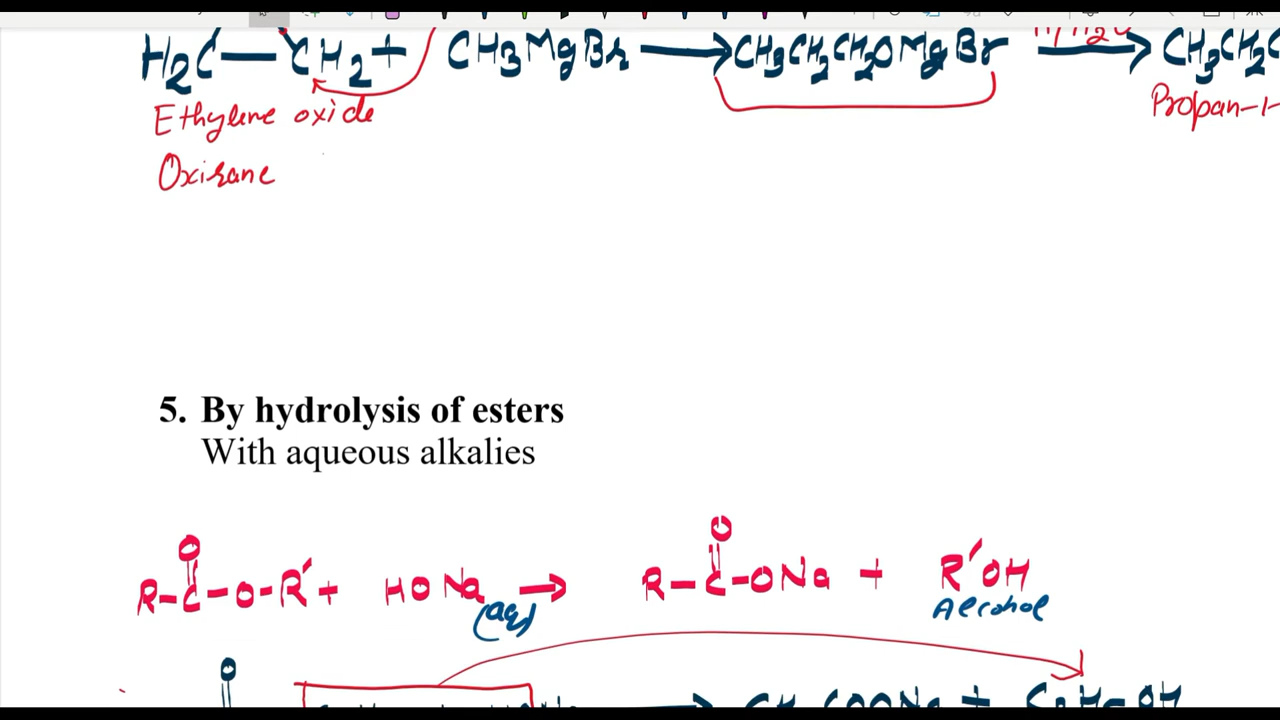 H2C — CH2 + CH3MgBr ⟶ CH3CH2CH2OMgBr ⟶ CH3CH2
Ethylene oxide
Propan-1-
Oxirane
5. By hydrolysis of esters
With aqueous alkalies
O O
R-C-O-R' + HONa ⟶ R-C-ONa + R'OH
(aq) Alcohol
O